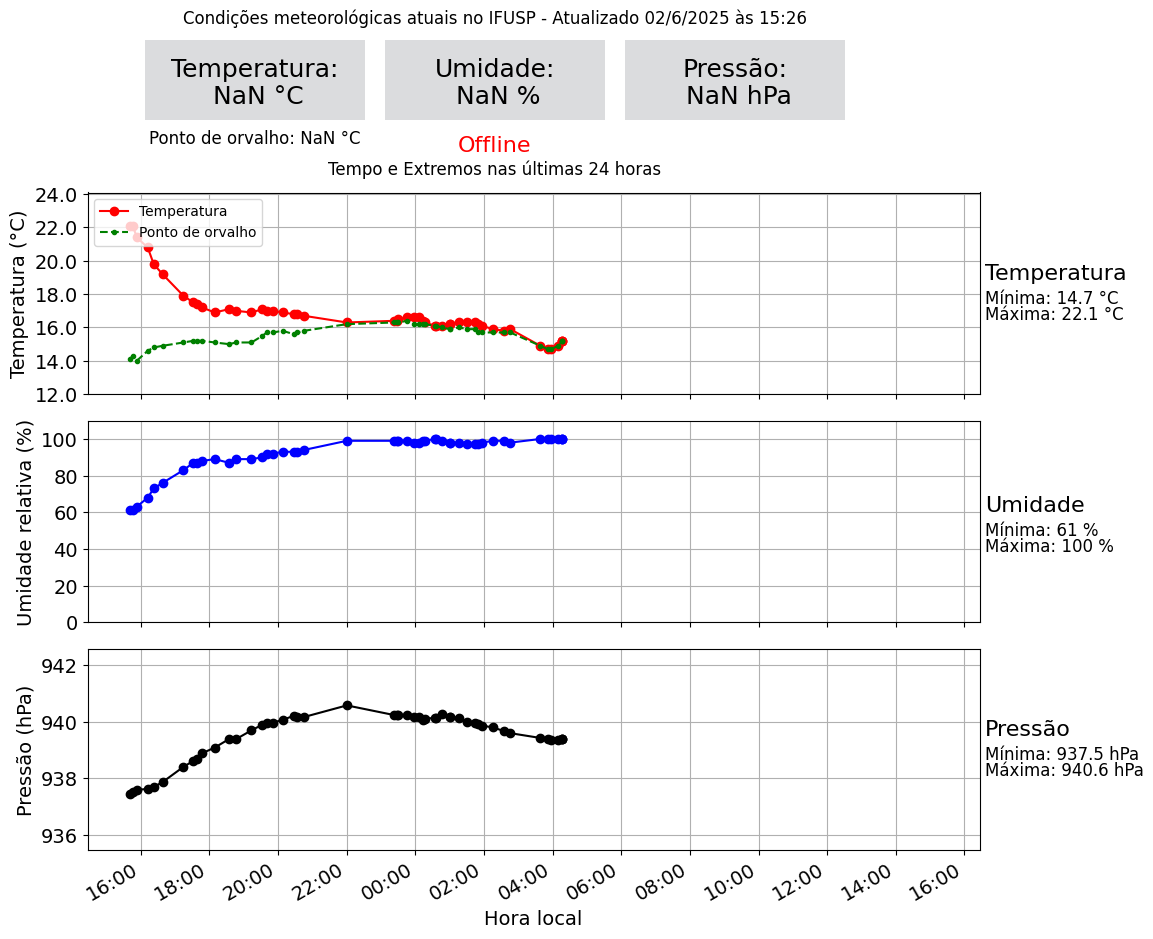 Condições meteorológicas atuais no IFUSP - Atualizado 02/6/2025 às 15:26
Temperatura:
NaN °C
Umidade:
NaN %
Pressão:
NaN hPa
Ponto de orvalho: NaN °C
Offline
Tempo e Extremos nas últimas 24 horas
Temperatura (°C)
24.0
22.0
20.0
18.0
16.0
14.0
12.0
Temperatura
Ponto de orvalho
Temperatura
Mínima: 14.7 °C
Máxima: 22.1 °C
Umidade relativa (%)
100
80
60
40
20
0
Umidade
Mínima: 61 %
Máxima: 100 %
Pressão (hPa)
942
940
938
936
Pressão
Mínima: 937.5 hPa
Máxima: 940.6 hPa
16:00 18:00 20:00 22:00 00:00 02:00 04:00 06:00 08:00 10:00 12:00 14:00 16:00
Hora local